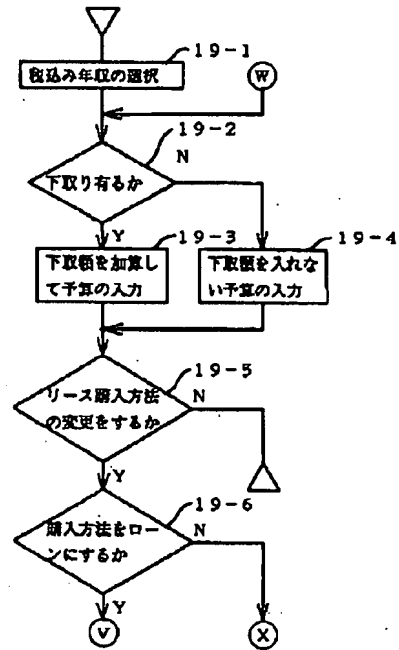 19-1
税込み年収の選択
W
19-2
N
下取り有るか
Y
19-3
19-4
下取額を加算し
て予算の入力
下取額を入れな
い予算の入力
19-5
リース購入方法
の変更をするか
N
Y
19-6
購入方法をロー
ンにするか
N
Y
V
X